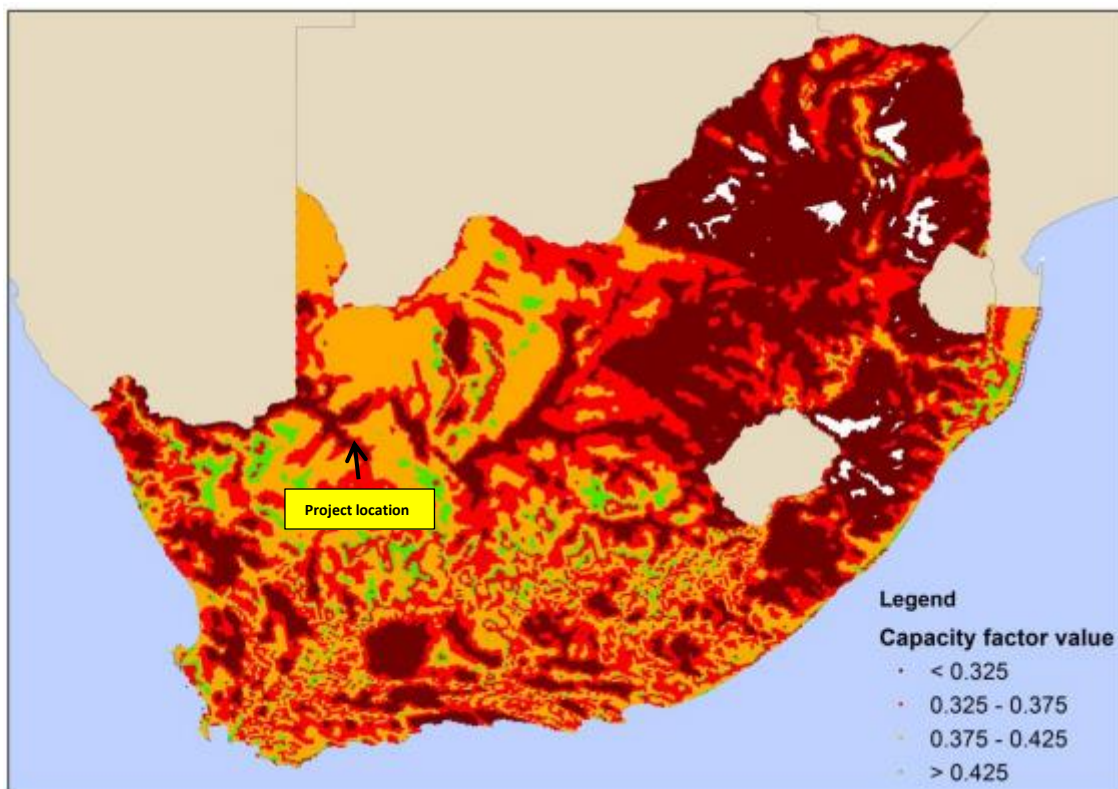 Project location
Legend
Capacity factor value
< 0.325
0.325 - 0.375
0.375 - 0.425
> 0.425